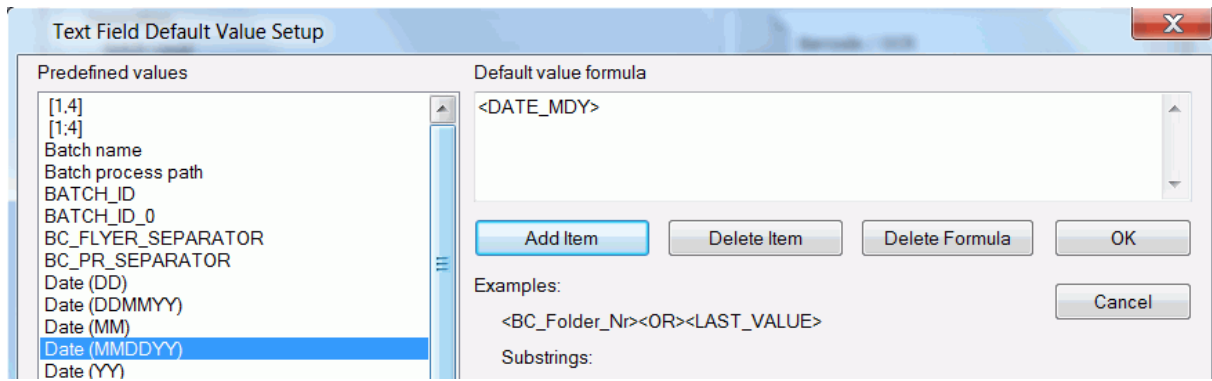 Text Field Default Value Setup
X
Predefined values
[1,4]
[1:4]
Batch name
Batch process path
BATCH_ID
BATCH_ID_0
BC_FLYER_SEPARATOR
BC_PR_SEPARATOR
Date (DD)
Date (DDMMYY)
Date (MM)
Date (MMDDYY)
Date (YY)
Default value formula
<DATE_MDY>
Add Item
Delete Item
Delete Formula
OK
Examples:
Cancel
<BC_Folder_Nr><OR><LAST_VALUE>
Substrings: